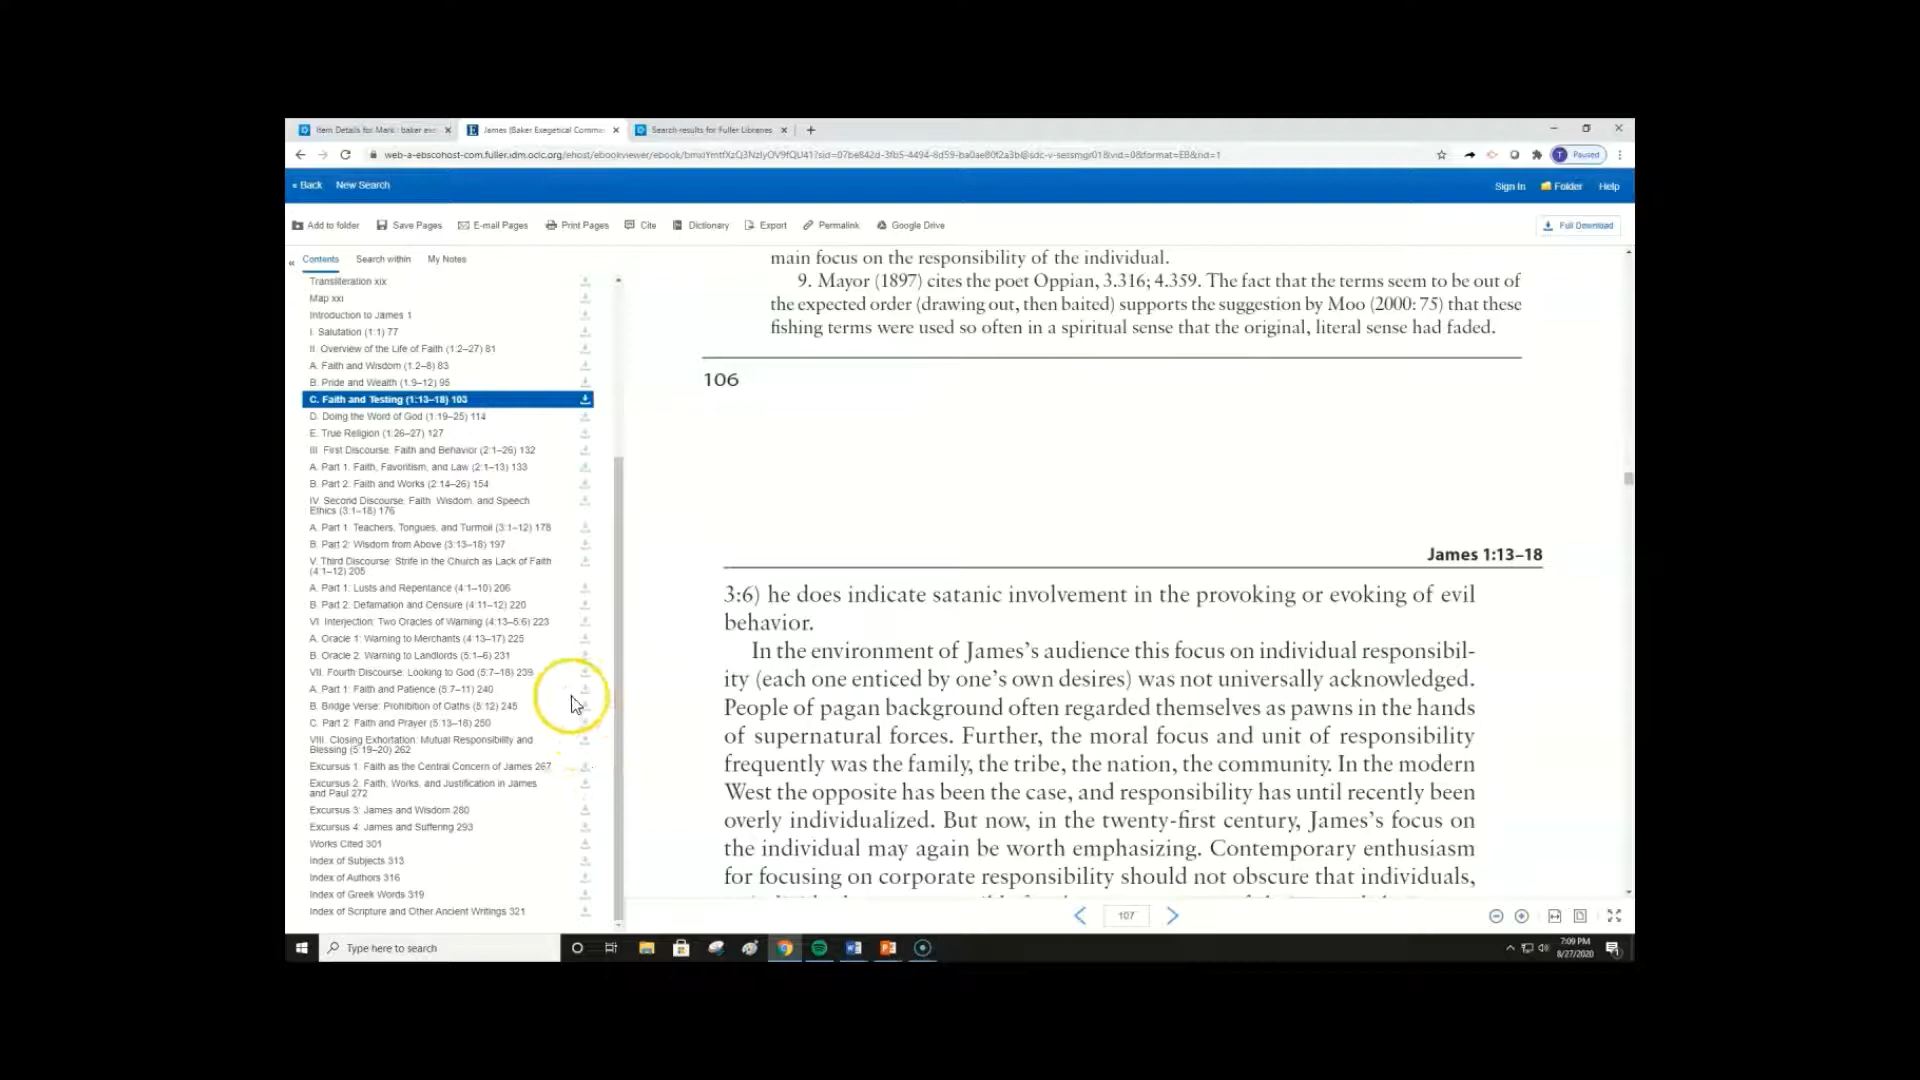 Item Details for Mark : baker exe
James (Baker Exegetical Comme
Search results for Fuller Libraries
Paused
« Back
New Search
Sign In
Folder
Help
Add to folder
Save Pages
E-mail Pages
Print Pages
Cite
Dictionary
Export
Permalink
Google Drive
Full Download
Contents
Search within
My Notes
Transliteration xix
Map xxi
Introduction to James 1
I. Salutation (1:1) 77
II. Overview of the Life of Faith (1:2–27) 81
A. Faith and Wisdom (1:2–8) 83
B. Pride and Wealth (1:9–12) 95
C. Faith and Testing (1:13–18) 103
D. Doing the Word of God (1:19–25) 114
E. True Religion (1:26–27) 127
III. First Discourse: Faith and Behavior (2:1–26) 132
A. Part 1: Faith, Favoritism, and Law (2:1–13) 133
B. Part 2: Faith and Works (2:14–26) 154
IV. Second Discourse: Faith, Wisdom, and Speech
Ethics (3:1–18) 176
A. Part 1: Teachers, Tongues, and Turmoil (3:1–12) 178
B. Part 2: Wisdom from Above (3:13–18) 197
V. Third Discourse: Strife in the Church as Lack of Faith
(4:1–12) 205
A. Part 1: Lusts and Repentance (4:1–10) 206
B. Part 2: Defamation and Censure (4:11–12) 220
VI. Interjection: Two Oracles of Warning (4:13–5:6) 223
A. Oracle 1: Warning to Merchants (4:13–17) 225
B. Oracle 2: Warning to Landlords (5:1–6) 231
VII. Fourth Discourse: Looking to God (5:7–18) 239
A. Part 1: Faith and Patience (5:7–11) 240
B. Bridge Verse: Prohibition of Oaths (5:12) 245
C. Part 2: Faith and Prayer (5:13–18) 250
VIII. Closing Exhortation: Mutual Responsibility and
Blessing (5:19–20) 262
Excursus 1: Faith as the Central Concern of James 267
Excursus 2: Faith, Works, and Justification in James
and Paul 272
Excursus 3: James and Wisdom 280
Excursus 4: James and Suffering 293
Works Cited 301
Index of Subjects 313
Index of Authors 316
Index of Greek Words 319
Index of Scripture and Other Ancient Writings 321
main focus on the responsibility of the individual.
9. Mayor (1897) cites the poet Oppian, 3.316; 4.359. The fact that the terms seem to be out of
the expected order (drawing out, then baited) supports the suggestion by Moo (2000: 75) that these
fishing terms were used so often in a spiritual sense that the original, literal sense had faded.
106
James 1:13–18
3:6) he does indicate satanic involvement in the provoking or evoking of evil
behavior.
In the environment of James’s audience this focus on individual responsibil-
ity (each one enticed by one’s own desires) was not universally acknowledged.
People of pagan background often regarded themselves as pawns in the hands
of supernatural forces. Further, the moral focus and unit of responsibility
frequently was the family, the tribe, the nation, the community. In the modern
West the opposite has been the case, and responsibility has until recently been
overly individualized. But now, in the twenty-first century, James’s focus on
the individual may again be worth emphasizing. Contemporary enthusiasm
for focusing on corporate responsibility should not obscure that individuals,
107
Type here to search
7:09 PM
8/27/2020